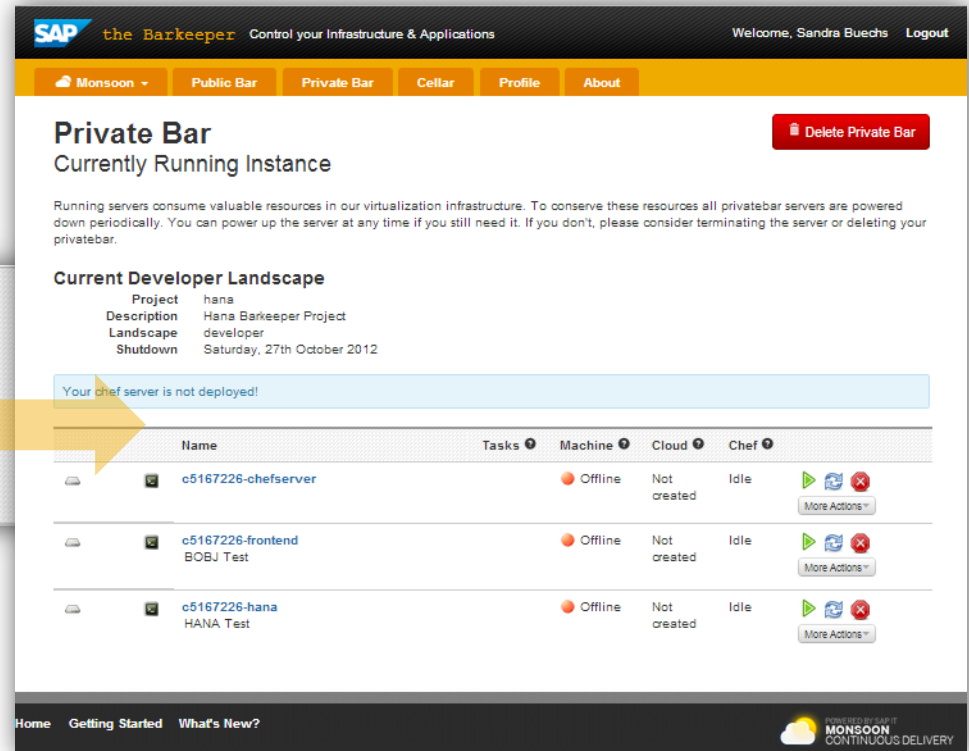 SAP the Barkeeper Control your Infrastructure & Applications Welcome, Sandra Buechs Logout
Monsoon Public Bar Private Bar Cellar Profile About
Private Bar
Delete Private Bar
Currently Running Instance
Running servers consume valuable resources in our virtualization infrastructure. To conserve these resources all privatebar servers are powered
down periodically. You can power up the server at any time if you still need it. If you don't, please consider terminating the server or deleting your
privatebar.
Current Developer Landscape
Project hana
Description Hana Barkeeper Project
Landscape developer
Shutdown Saturday, 27th October 2012
Your chef server is not deployed!
Name Tasks Machine Cloud Chef
c5167226-chefserver Offline Not created Idle
More Actions
c5167226-frontend Offline Not created Idle
BOBJ Test
More Actions
c5167226-hana Offline Not created Idle
HANA Test
More Actions
Home Getting Started What's New?
POWERED BY SAP IT
MONSOON
CONTINUOUS DELIVERY